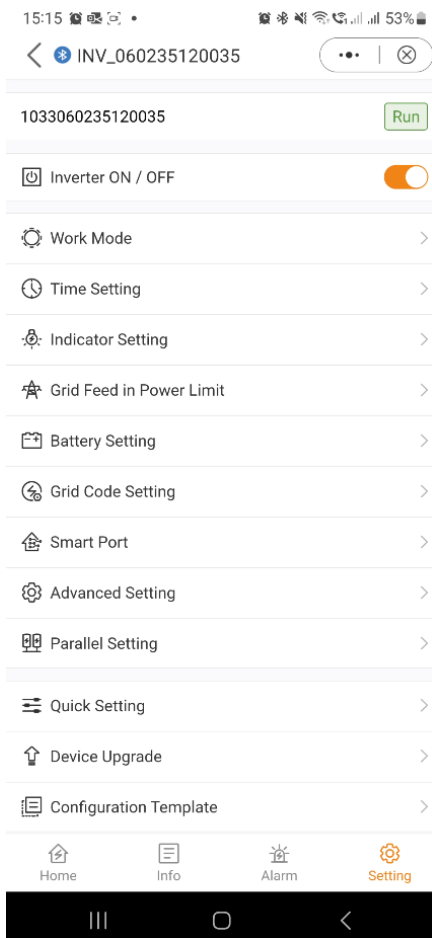 15:15 53%
INV_060235120035
1033060235120035 Run
Inverter ON / OFF
Work Mode
Time Setting
Indicator Setting
Grid Feed in Power Limit
Battery Setting
Grid Code Setting
Smart Port
Advanced Setting
Parallel Setting
Quick Setting
Device Upgrade
Configuration Template
Home Info Alarm Setting